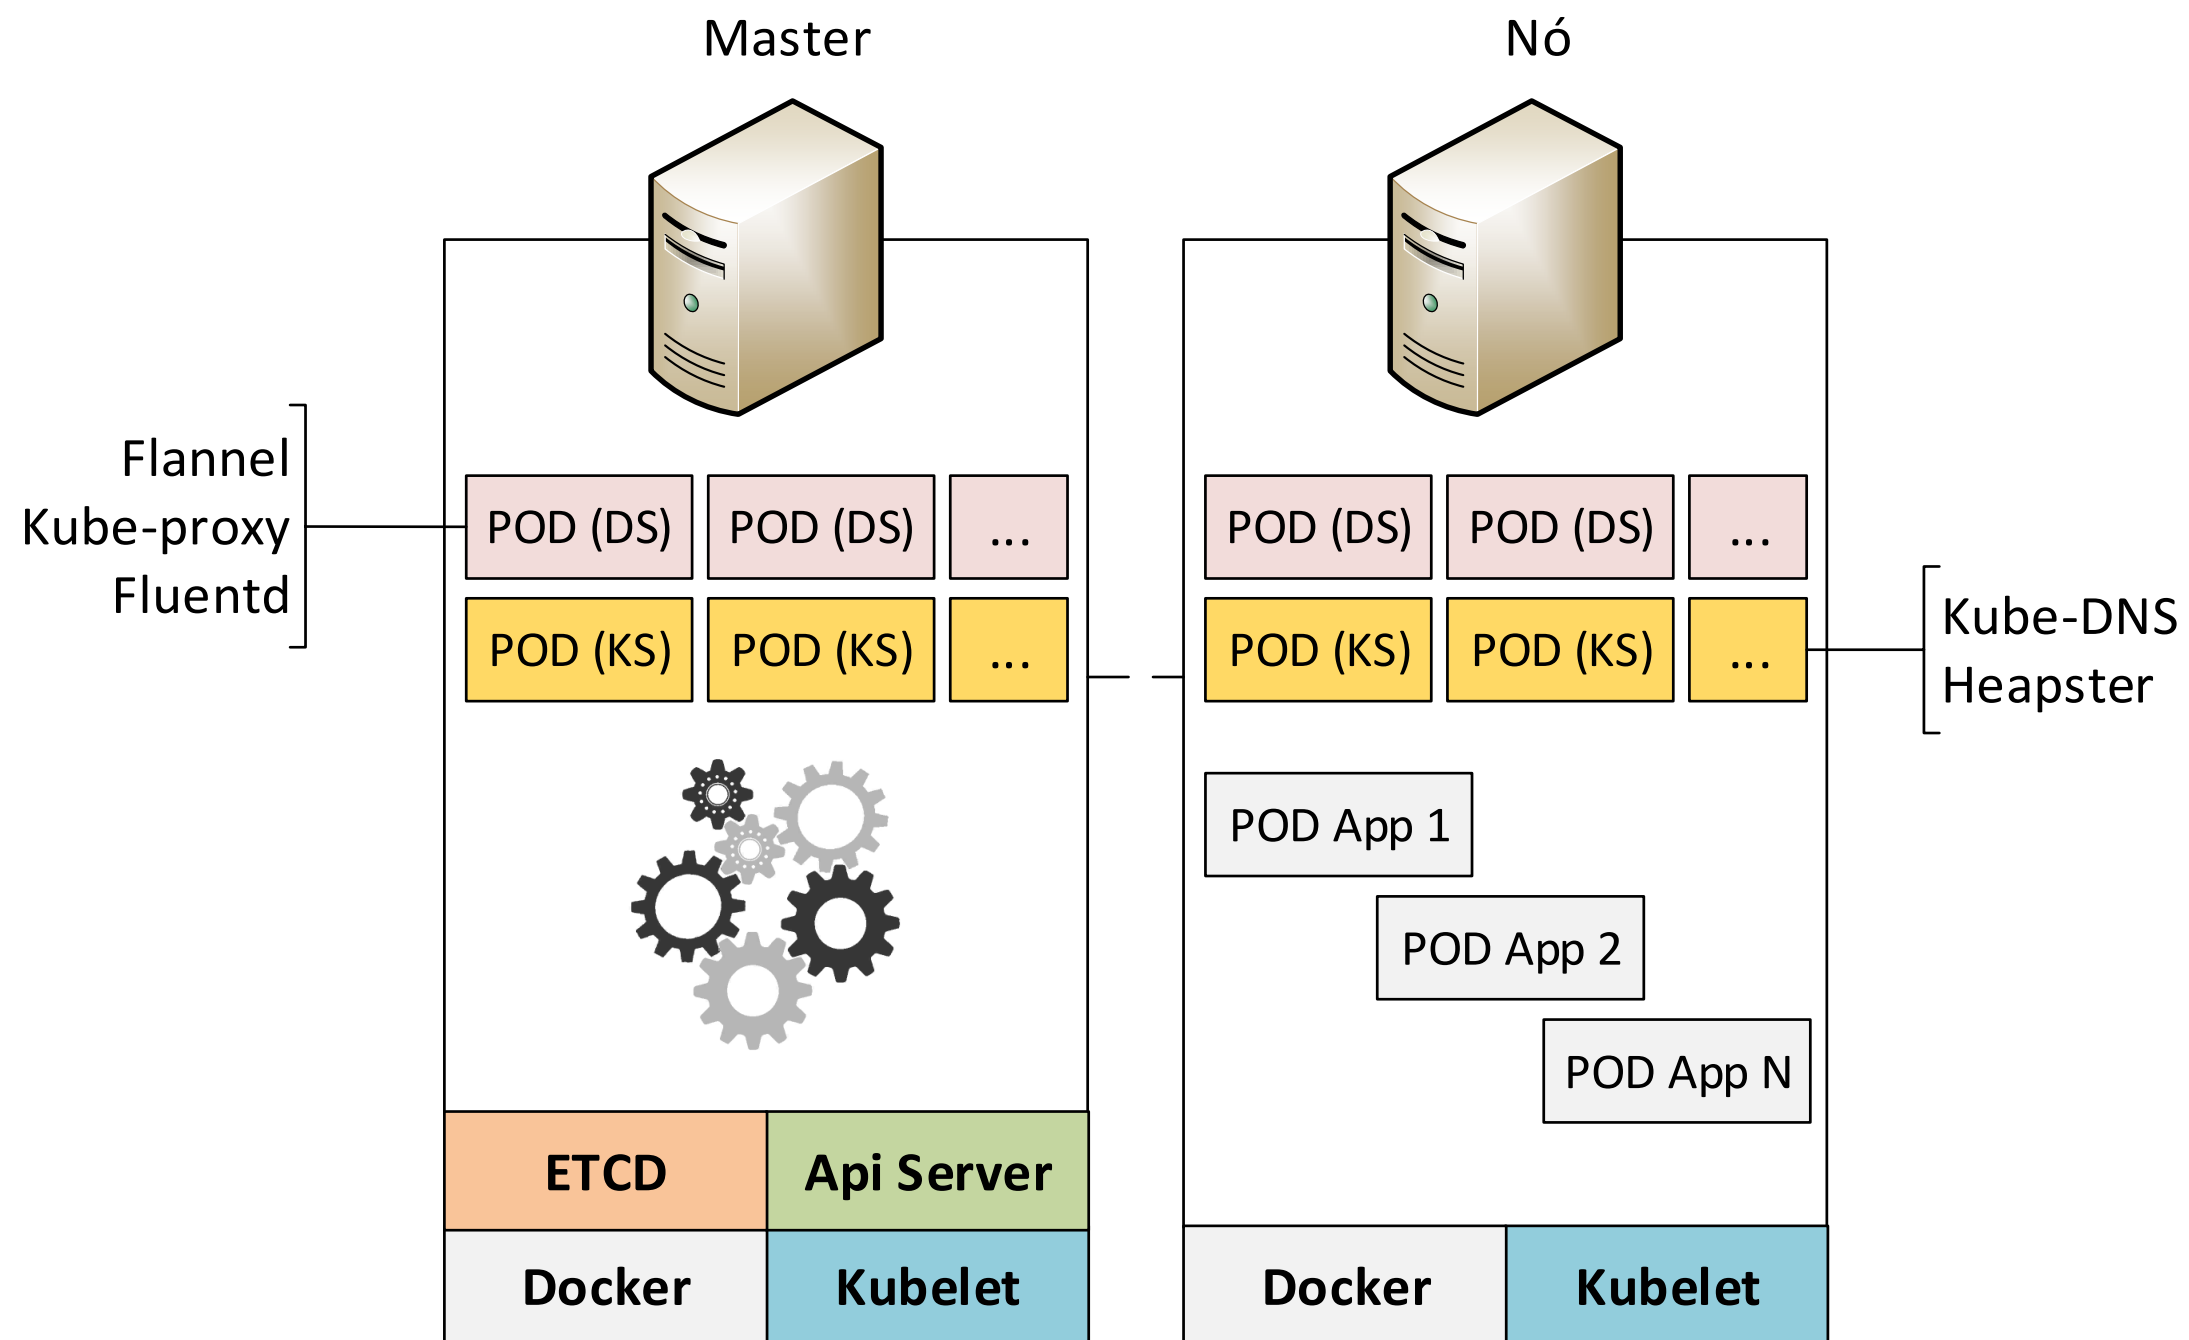 Master
Nó
Flannel
Kube-proxy
Fluentd
POD (DS)
POD (DS)
...
POD (KS)
POD (KS)
...
POD (DS)
POD (DS)
...
POD (KS)
POD (KS)
...
Kube-DNS
Heapster
POD App 1
POD App 2
POD App N
ETCD
Api Server
Docker
Kubelet
Docker
Kubelet